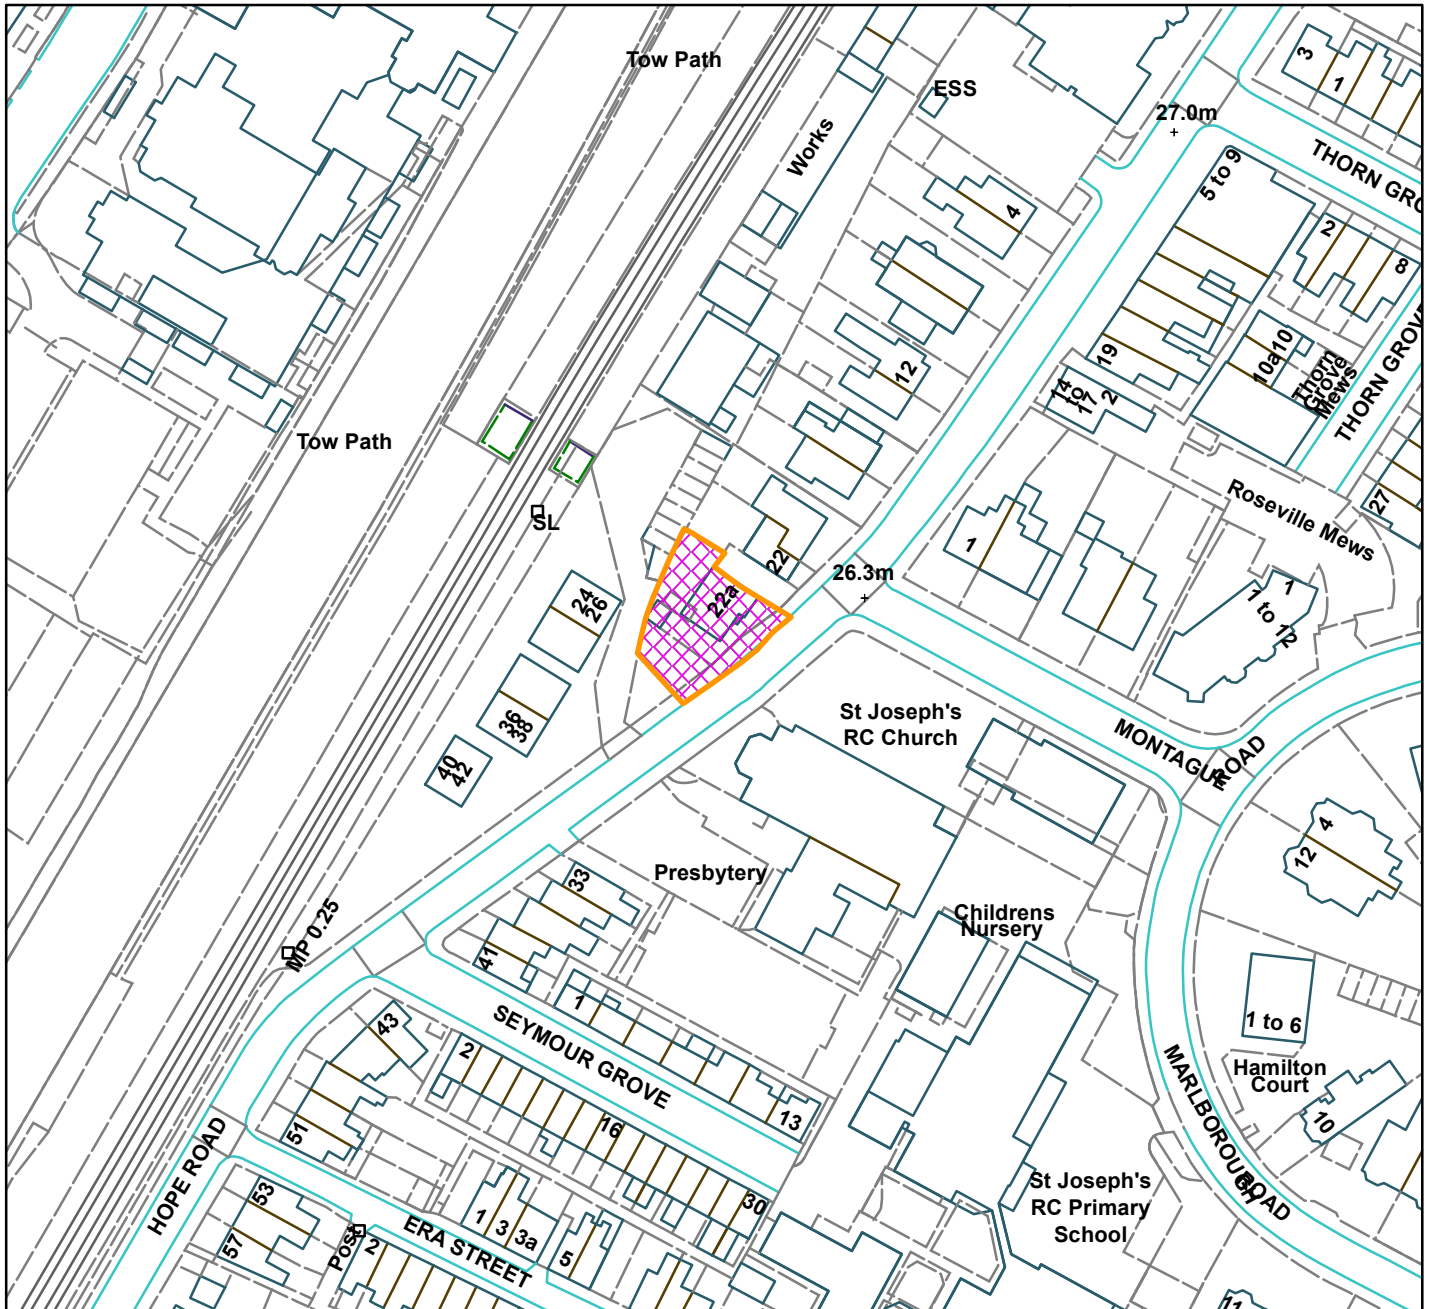 Tow Path
ESS
27.0m
3
1
THORN GRO
Works
5 to 9
4
2
8
THORN GROVE
12
19
10
10a
Thorn
Grove
Mews
14
to
17
2
Tow Path
SL
27
Roseville Mews
1
22
26.3m
22a
1
1 to 12
24
26
36
38
40
42
St Joseph's
RC Church
MONTAGUE
ROAD
4
12
Presbytery
33
Childrens
Nursery
MP 0.25
41
1
SEYMOUR GROVE
43
2
16
13
30
51
1 to 6
Hamilton
Court
10
MARLBOROUGH
ROAD
HOPE ROAD
53
57
Post
2
ERA STREET
1
3
3a
5
St Joseph's
RC Primary
School
11